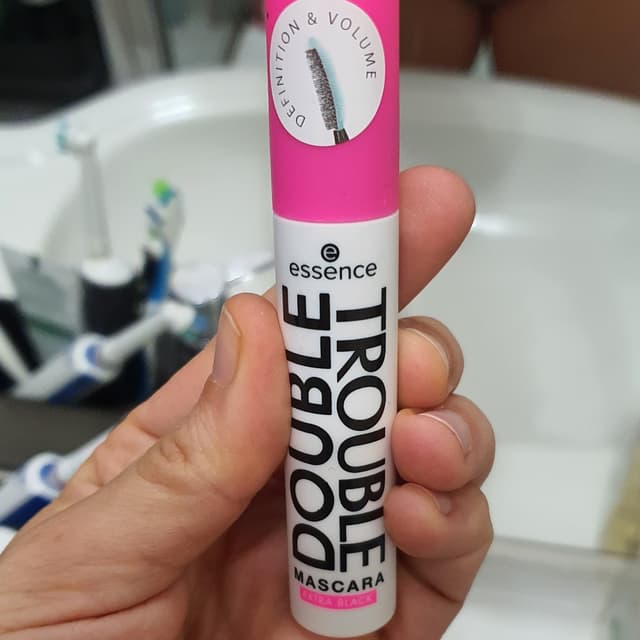 DEFINITION & VOLUME
e
essence
DOUBLE
TROUBLE
MASCARA
EXTRA BLACK